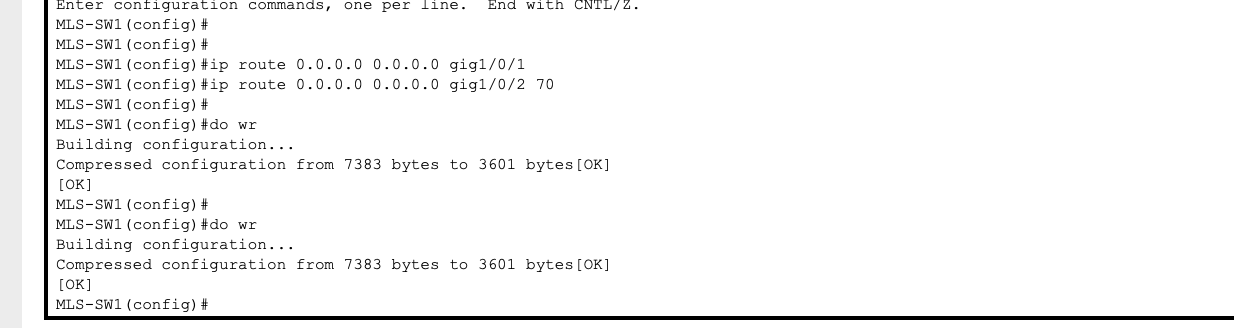 Enter configuration commands, one per line.  End with CNTL/Z.
MLS-SW1(config)#
MLS-SW1(config)#
MLS-SW1(config)#ip route 0.0.0.0 0.0.0.0 gig1/0/1
MLS-SW1(config)#ip route 0.0.0.0 0.0.0.0 gig1/0/2 70
MLS-SW1(config)#
MLS-SW1(config)#do wr
Building configuration...
Compressed configuration from 7383 bytes to 3601 bytes[OK]
[OK]
MLS-SW1(config)#
MLS-SW1(config)#do wr
Building configuration...
Compressed configuration from 7383 bytes to 3601 bytes[OK]
[OK]
MLS-SW1(config)#